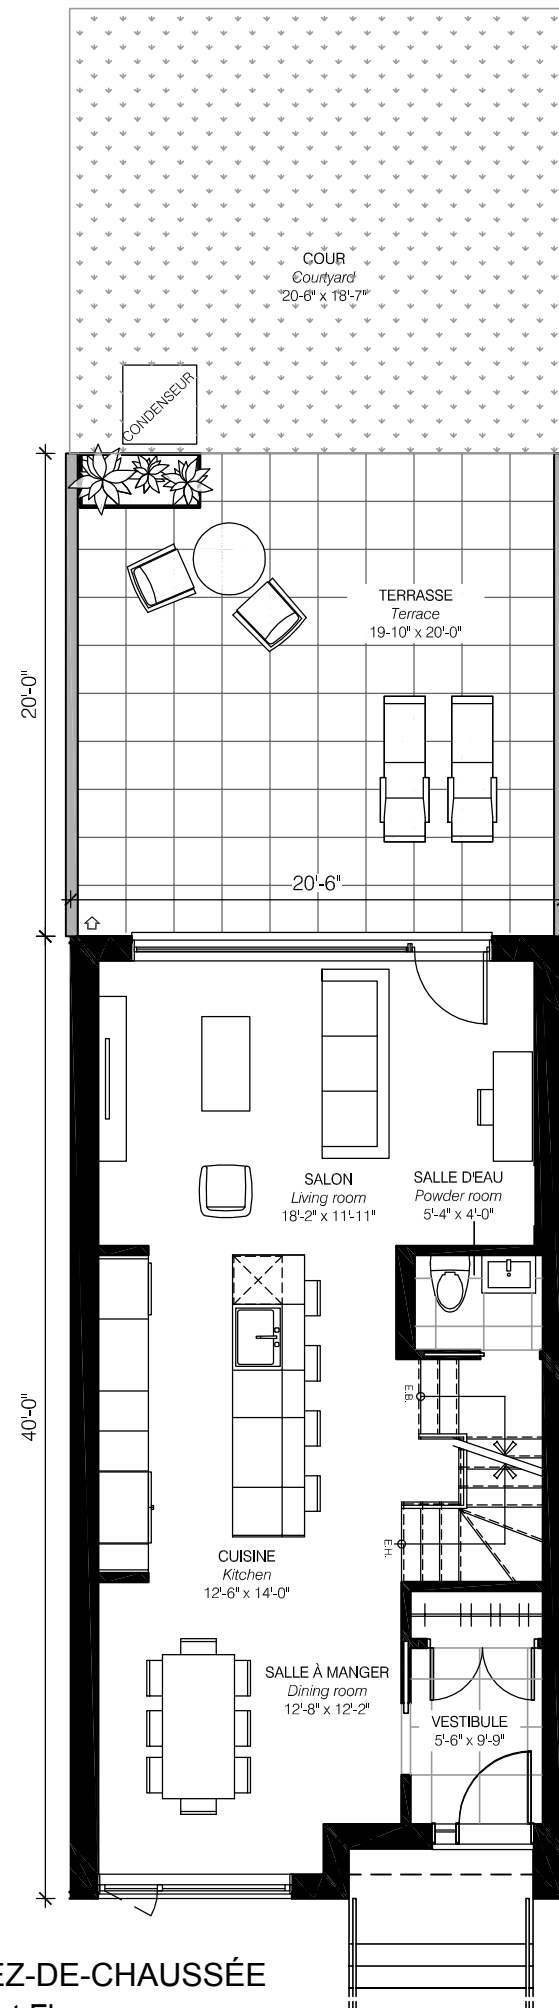 COUR
Courtyard
20-6" x 18'-7"
CONDENSEUR
TERRASSE
Terrace
19-10" x 20'-0"
20'-0"
20'-6"
SALON
Living room
18'-2" x 11'-11"
SALLE D'EAU
Powder room
5'-4" x 4'-0"
E.B.
40'-0"
E.H.
CUISINE
Kitchen
12'-6" x 14'-0"
SALLE À MANGER
Dining room
12'-8" x 12'-2"
VESTIBULE
5'-6" x 9'-9"
EZ-DE-CHAUSSÉE